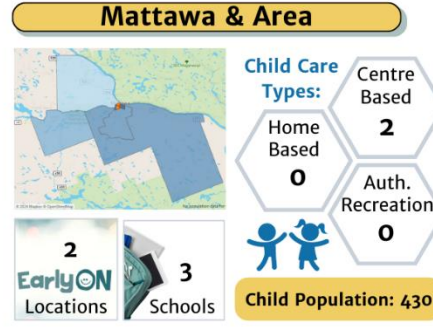 Mattawa & Area
Child Care
Types:
Centre
Based
2
Home
Based
0
Auth.
Recreation
0
2
EarlyON
Locations
3
Schools
Child Population: 430